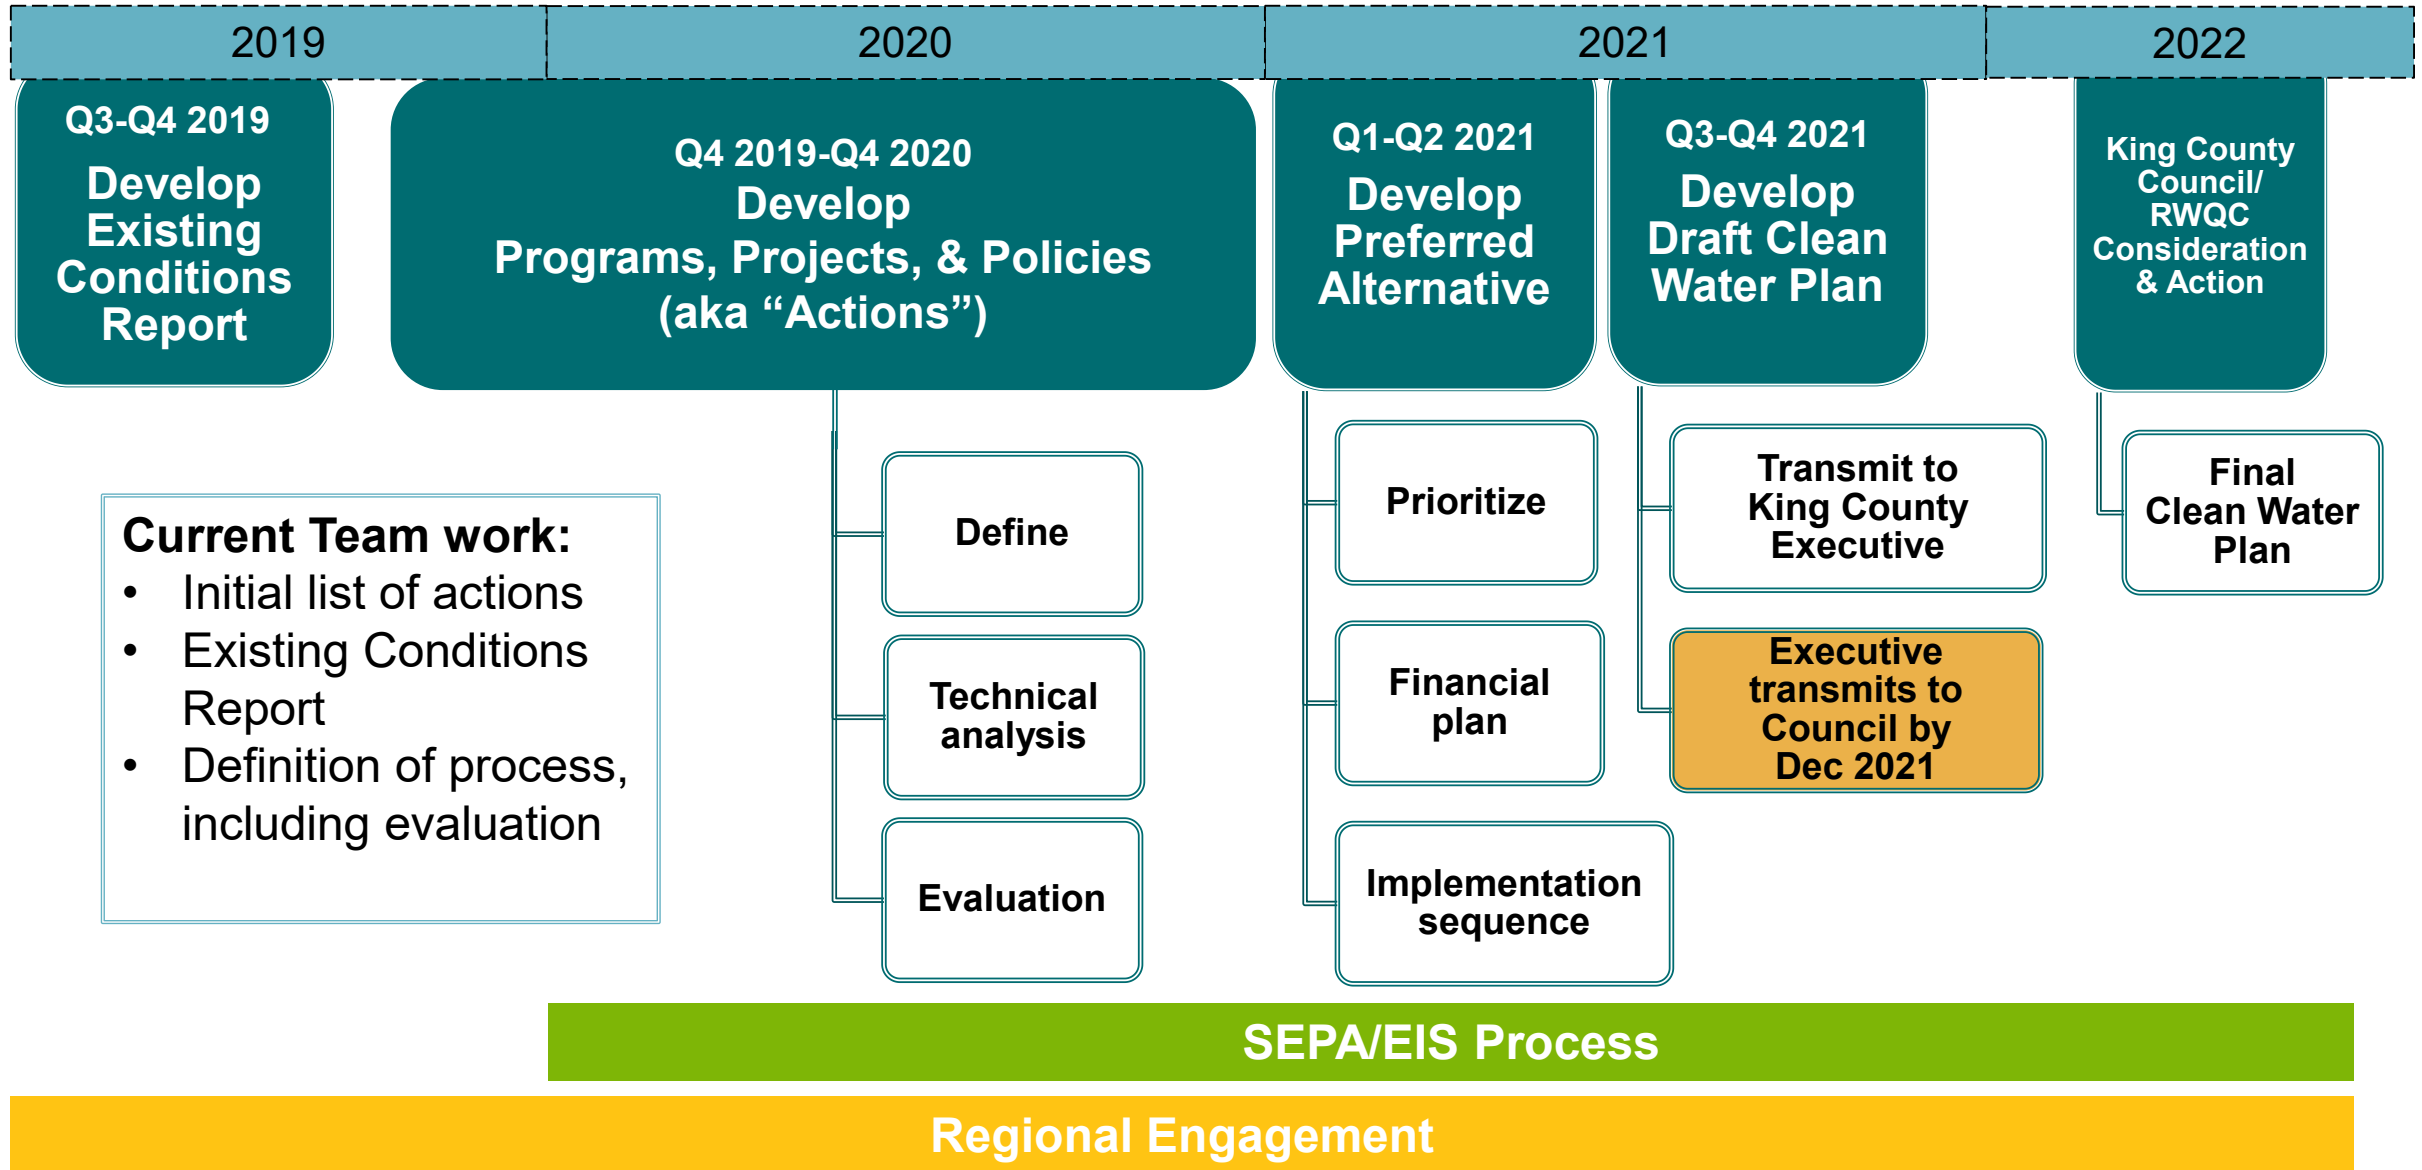 2019
2020
2021
2022
Q3-Q4 2019
Develop
Existing
Conditions
Report
Q4 2019-Q4 2020
Develop
Programs, Projects, & Policies
(aka “Actions”)
Q1-Q2 2021
Develop
Preferred
Alternative
Q3-Q4 2021
Develop
Draft Clean
Water Plan
King County
Council/
RWQC
Consideration
& Action
Current Team work:
• Initial list of actions
• Existing Conditions
Report
• Definition of process,
including evaluation
Define
Technical
analysis
Evaluation
Prioritize
Financial
plan
Implementation
sequence
Transmit to
King County
Executive
Executive
transmits to
Council by
Dec 2021
Final
Clean Water
Plan
SEPA/EIS Process
Regional Engagement